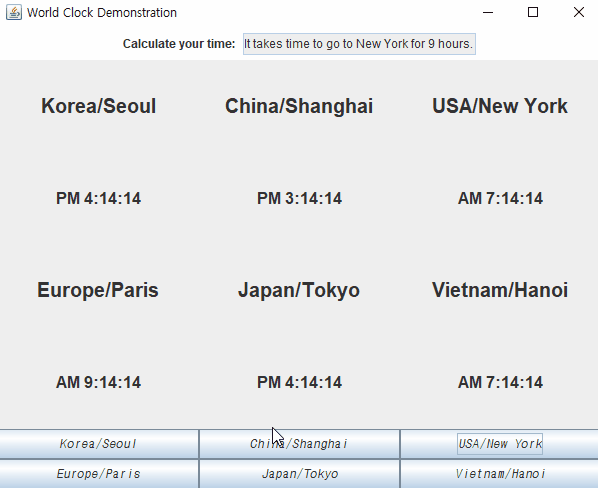 World Clock Demonstration
Calculate your time: It takes time to go to New York for 9 hours.
Korea/Seoul China/Shanghai USA/New York
PM 4:14:14 PM 3:14:14 AM 7:14:14
Europe/Paris Japan/Tokyo Vietnam/Hanoi
AM 9:14:14 PM 4:14:14 AM 7:14:14
Korea/Seoul China/Shanghai USA/New York
Europe/Paris Japan/Tokyo Vietnam/Hanoi